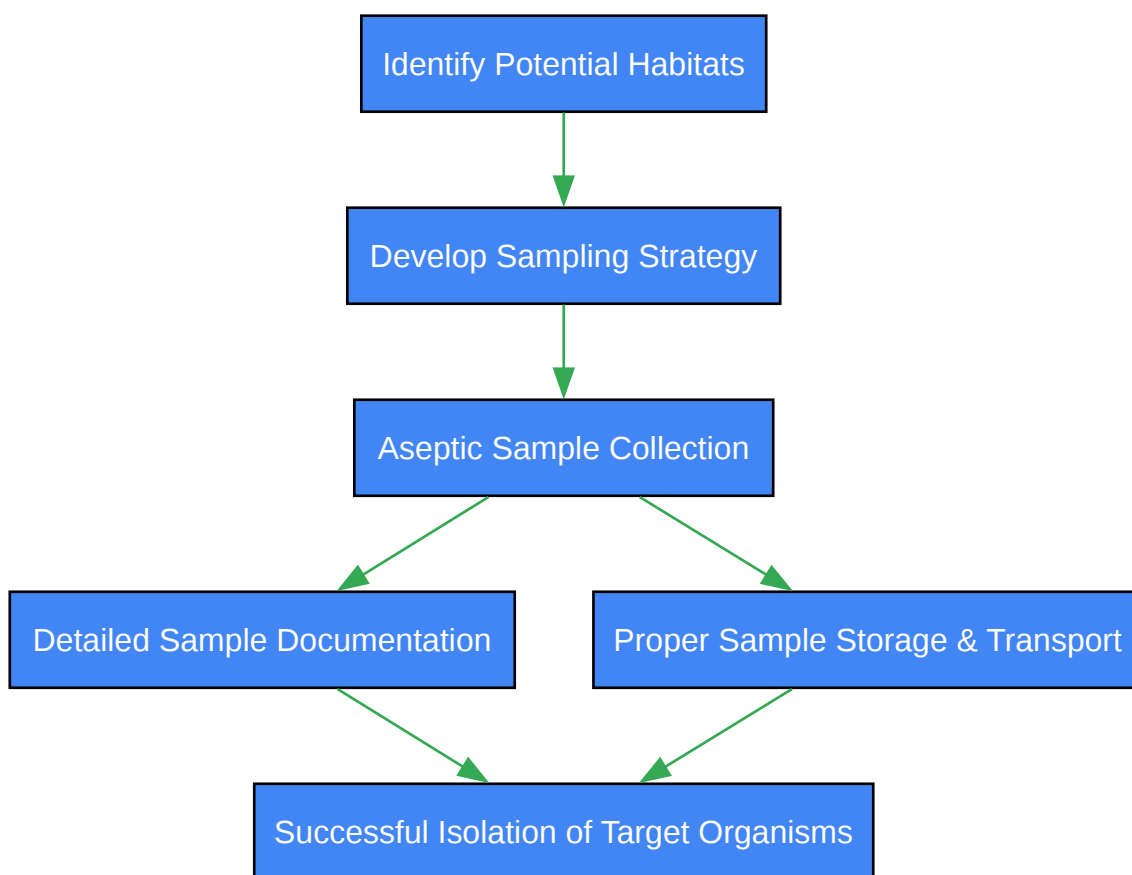 Identify Potential Habitats
Develop Sampling Strategy
Aseptic Sample Collection
Detailed Sample Documentation
Proper Sample Storage & Transport
Successful Isolation of Target Organisms